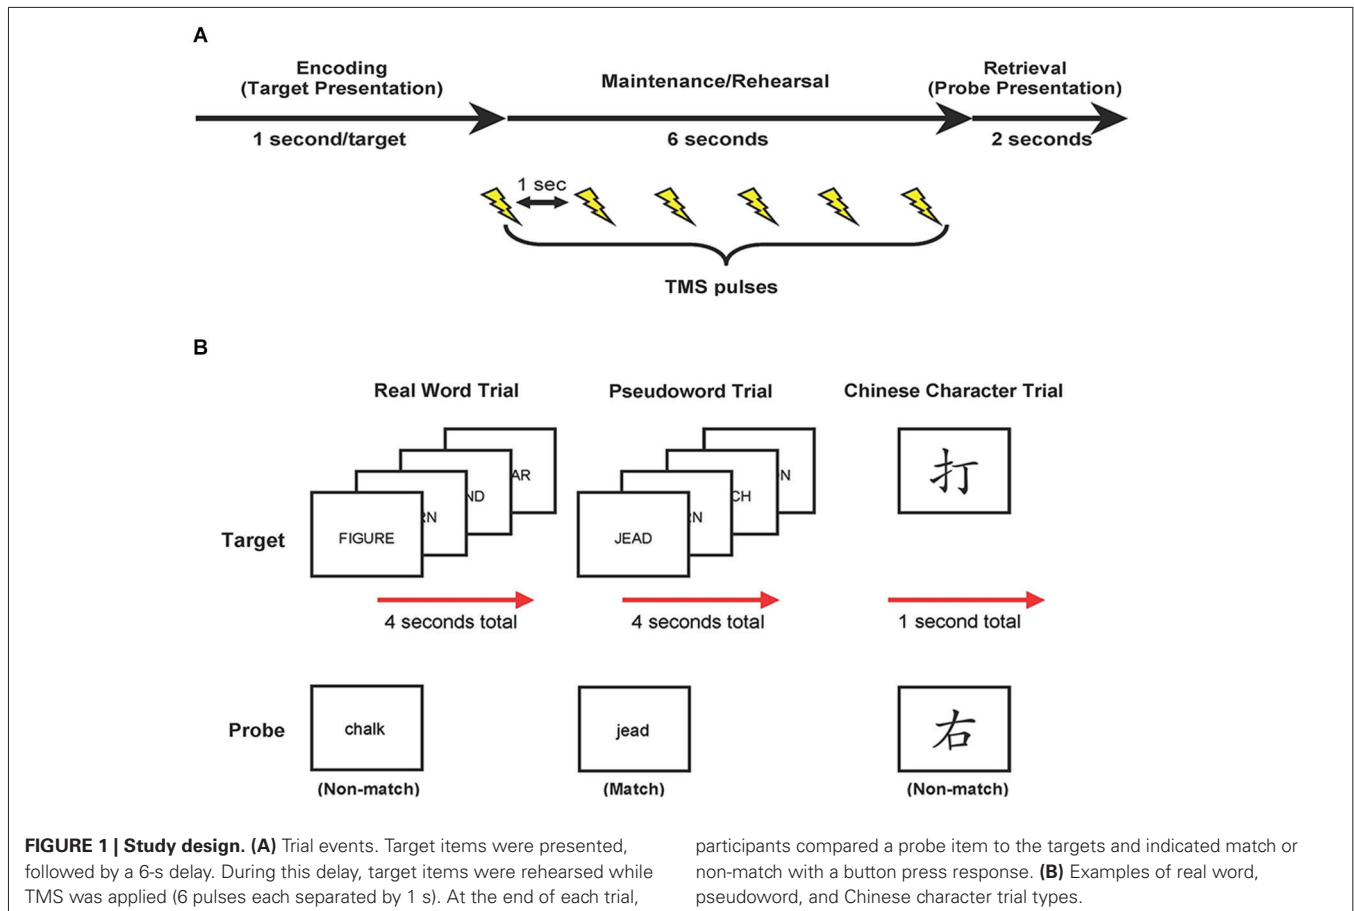 A
Encoding
(Target Presentation)
Maintenance/Rehearsal
Retrieval
(Probe Presentation)
1 second/target
6 seconds
2 seconds
1 sec
TMS pulses
B
Real Word Trial
Pseudoword Trial
Chinese Character Trial
Target
FIGURE
RN
ND
AR
JEAD
RN
CH
N
打
4 seconds total
4 seconds total
1 second total
Probe
chalk
jead
右
(Non-match)
(Match)
(Non-match)
FIGURE 1 | Study design. (A) Trial events. Target items were presented,
followed by a 6-s delay. During this delay, target items were rehearsed while
TMS was applied (6 pulses each separated by 1 s). At the end of each trial,
participants compared a probe item to the targets and indicated match or
non-match with a button press response. (B) Examples of real word,
pseudoword, and Chinese character trial types.